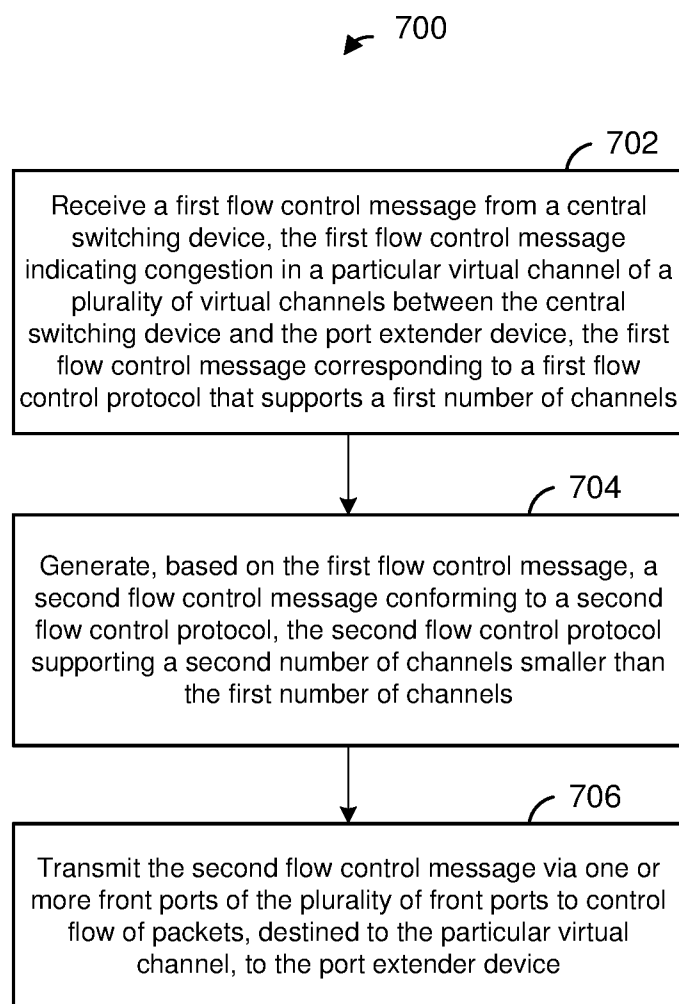 700
702
Receive a first flow control message from a central
switching device, the first flow control message
indicating congestion in a particular virtual channel of a
plurality of virtual channels between the central
switching device and the port extender device, the first
flow control message corresponding to a first flow
control protocol that supports a first number of channels
704
Generate, based on the first flow control message, a
second flow control message conforming to a second
flow control protocol, the second flow control protocol
supporting a second number of channels smaller than
the first number of channels
706
Transmit the second flow control message via one or
more front ports of the plurality of front ports to control
flow of packets, destined to the particular virtual
channel, to the port extender device